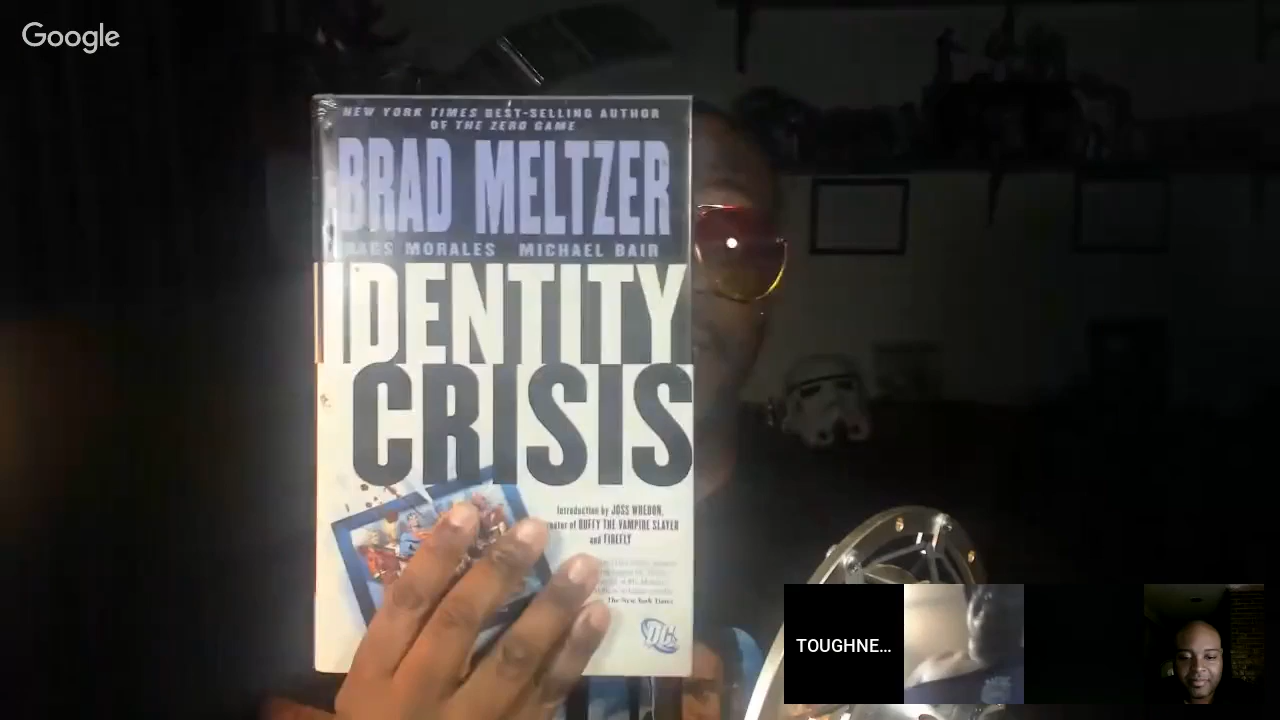 Google
NEW YORK TIMES BEST-SELLING AUTHOR
OF THE ZERO GAME
BRAD MELTZER
RAGS MORALES MICHAEL BAIR
IDENTITY
CRISIS
Introduction by JOSS WHEDON,
of BUFFY THE VAMPIRE SLAYER
and FIREFLY
The New York Times
DC
TOUGHNE...